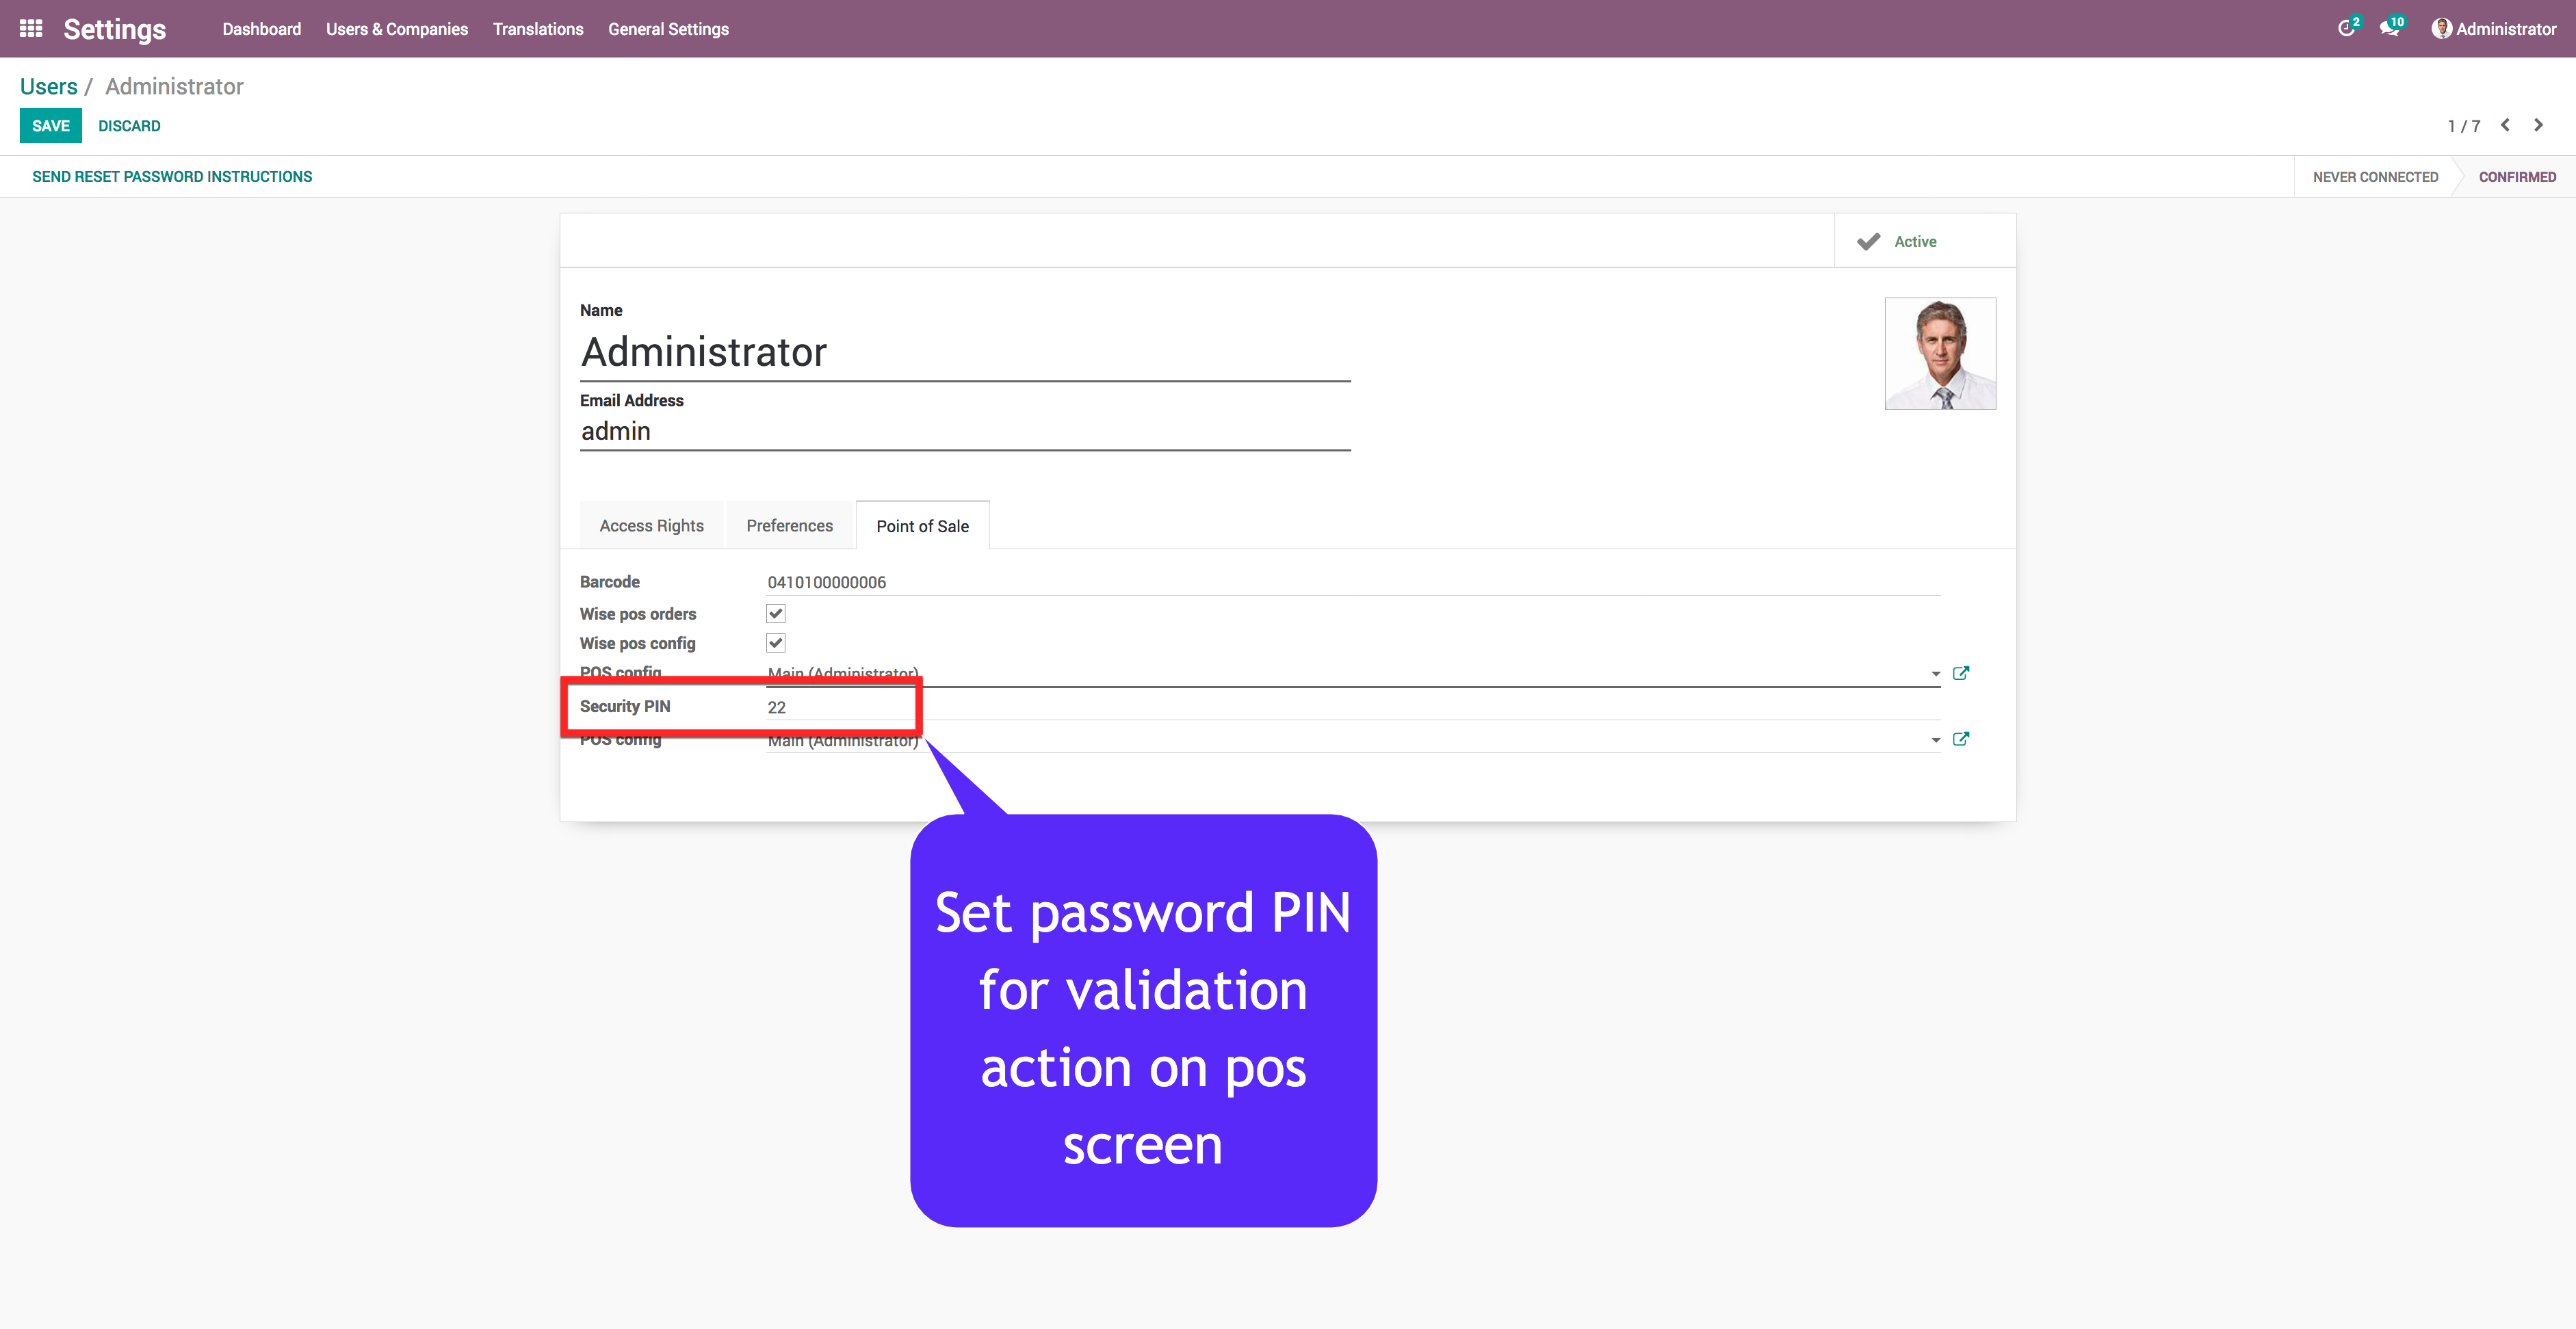 Settings Dashboard Users & Companies Translations General Settings 2 10 Administrator
Users / Administrator
SAVE DISCARD 1 / 7
SEND RESET PASSWORD INSTRUCTIONS NEVER CONNECTED CONFIRMED
Active
Name
Administrator
Email Address
admin
Access Rights Preferences Point of Sale
Barcode 0410100000006
Wise pos orders
Wise pos config
POS config Main (Administrator)
Security PIN 22
POS config Main (Administrator)
Set password PIN
for validation
action on pos
screen